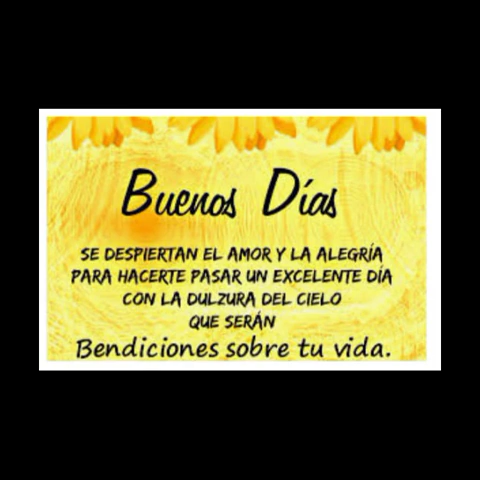 Buenos Días
SE DESPIERTAN EL AMOR Y LA ALEGRÍA
PARA HACERTE PASAR UN EXCELENTE DÍA
CON LA DULZURA DEL CIELO
QUE SERÁN
Bendiciones sobre tu vida.